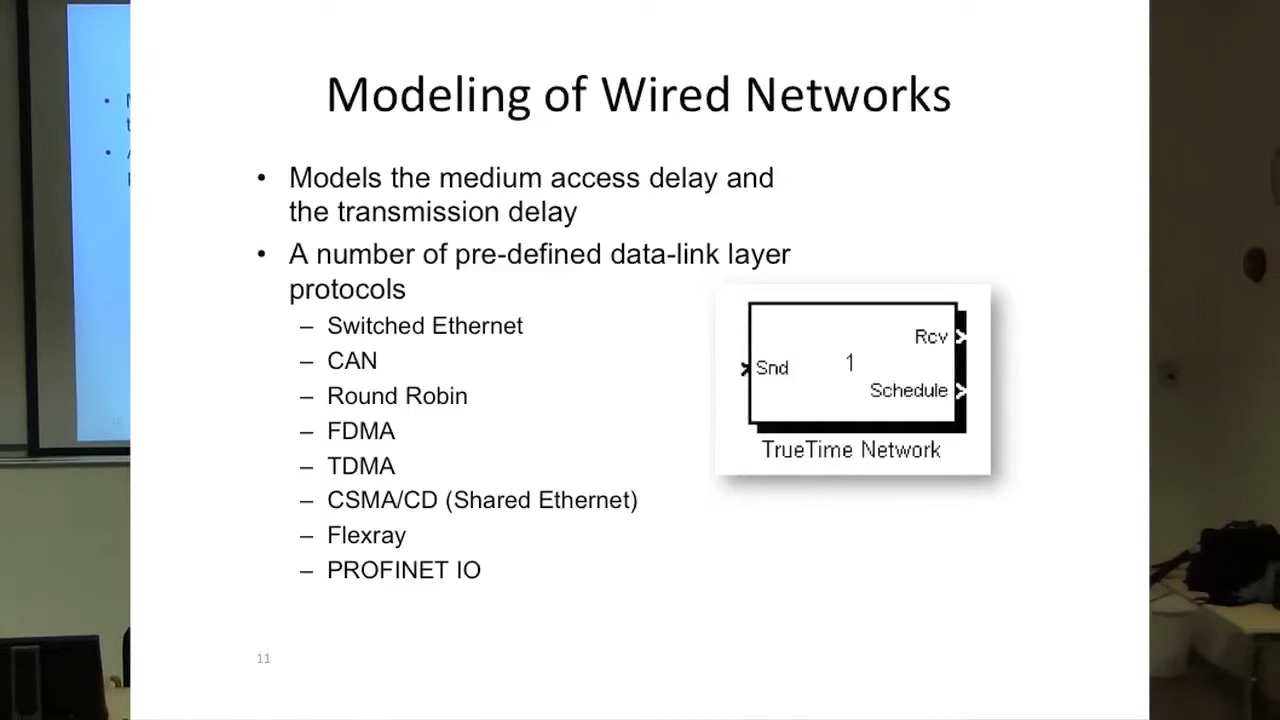 Modeling of Wired Networks
• Models the medium access delay and
the transmission delay
• A number of pre-defined data-link layer
protocols
– Switched Ethernet
– CAN
– Round Robin
– FDMA
– TDMA
– CSMA/CD (Shared Ethernet)
– Flexray
– PROFINET IO
Snd
1
Rcv
Schedule
TrueTime Network
11